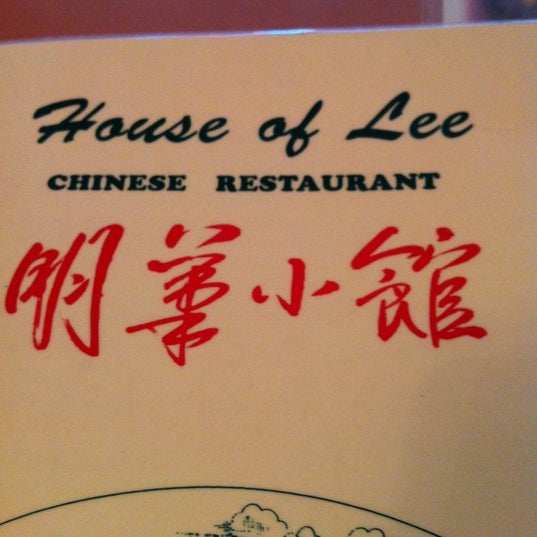 House of Lee
CHINESE RESTAURANT
明華小館